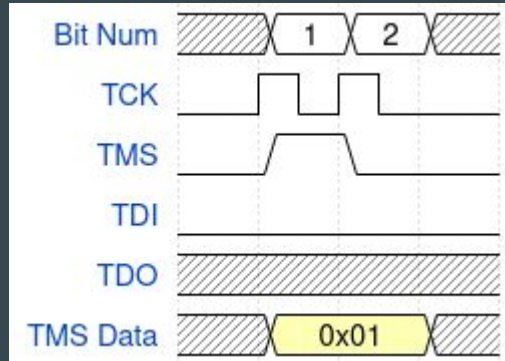 Bit Num 1 2
TCK
TMS
TDI
TDO
TMS Data 0x01